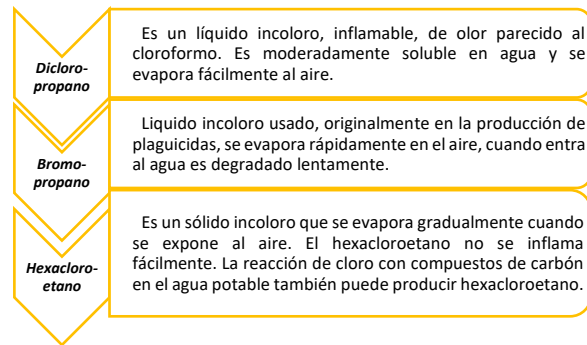 Dicloro-
propano
Es un líquido incoloro, inflamable, de olor parecido al
cloroformo. Es moderadamente soluble en agua y se
evapora fácilmente al aire.
Bromo-
propano
Liquido incoloro usado, originalmente en la producción de
plaguicidas, se evapora rápidamente en el aire, cuando entra
al agua es degradado lentamente.
Hexacloro-
etano
Es un sólido incoloro que se evapora gradualmente cuando
se expone al aire. El hexacloroetano no se inflama
fácilmente. La reacción de cloro con compuestos de carbón
en el agua potable también puede producir hexacloroetano.